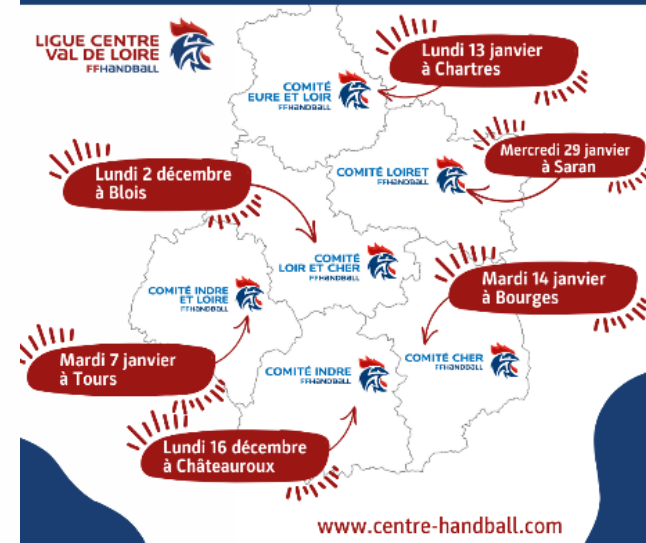 LIGUE CENTRE
VAL DE LOIRE
FFHANDBALL
Lundi 13 janvier
à Chartres
COMITÉ
EURE ET LOIR
FFHANDBALL
Mercredi 29 janvier
à Saran
COMITÉ LOIRET
FFHANDBALL
Lundi 2 décembre
à Blois
COMITÉ
LOIR ET CHER
FFHANDBALL
Mardi 14 janvier
à Bourges
COMITÉ INDRE
ET LOIRE
FFHANDBALL
Mardi 7 janvier
à Tours
COMITÉ INDRE
FFHANDBALL
COMITÉ CHER
FFHANDBALL
Lundi 16 décembre
à Châteauroux
www.centre-handball.com